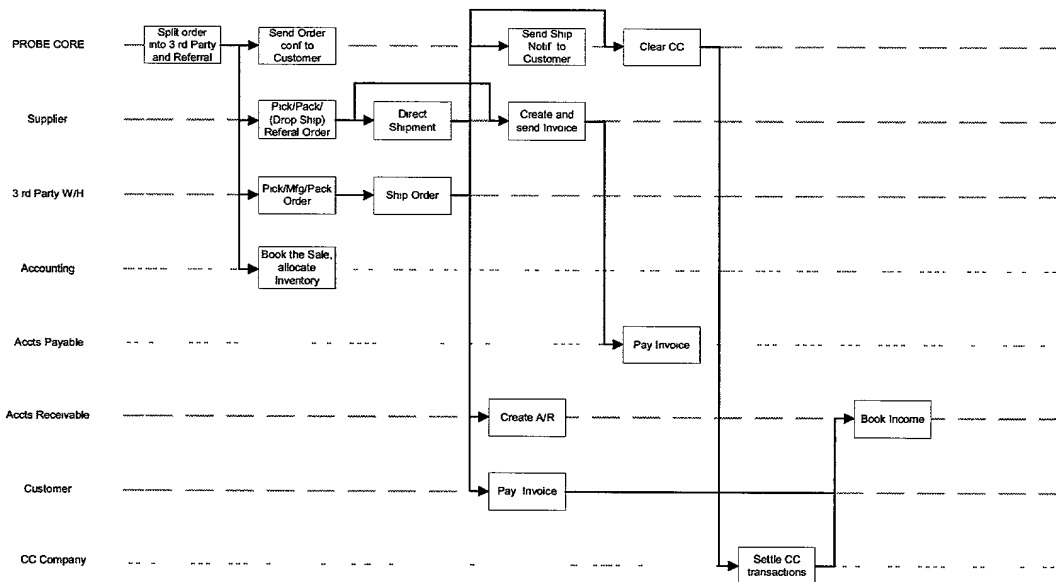 PROBE CORE
Split order
into 3 rd Party
and Referral
Send Order
conf to
Customer
Send Ship
Notif to
Customer
Clear CC
Supplier
Pick/Pack/
(Drop Ship)
Referal Order
Direct
Shipment
Create and
send Invoice
3 rd Party W/H
Pick/Mfg/Pack
Order
Ship Order
Accounting
Book the Sale,
allocate
Inventory
Accts Payable
Pay Invoice
Accts Receivable
Create A/R
Book Income
Customer
Pay Invoice
CC Company
Settle CC
transactions